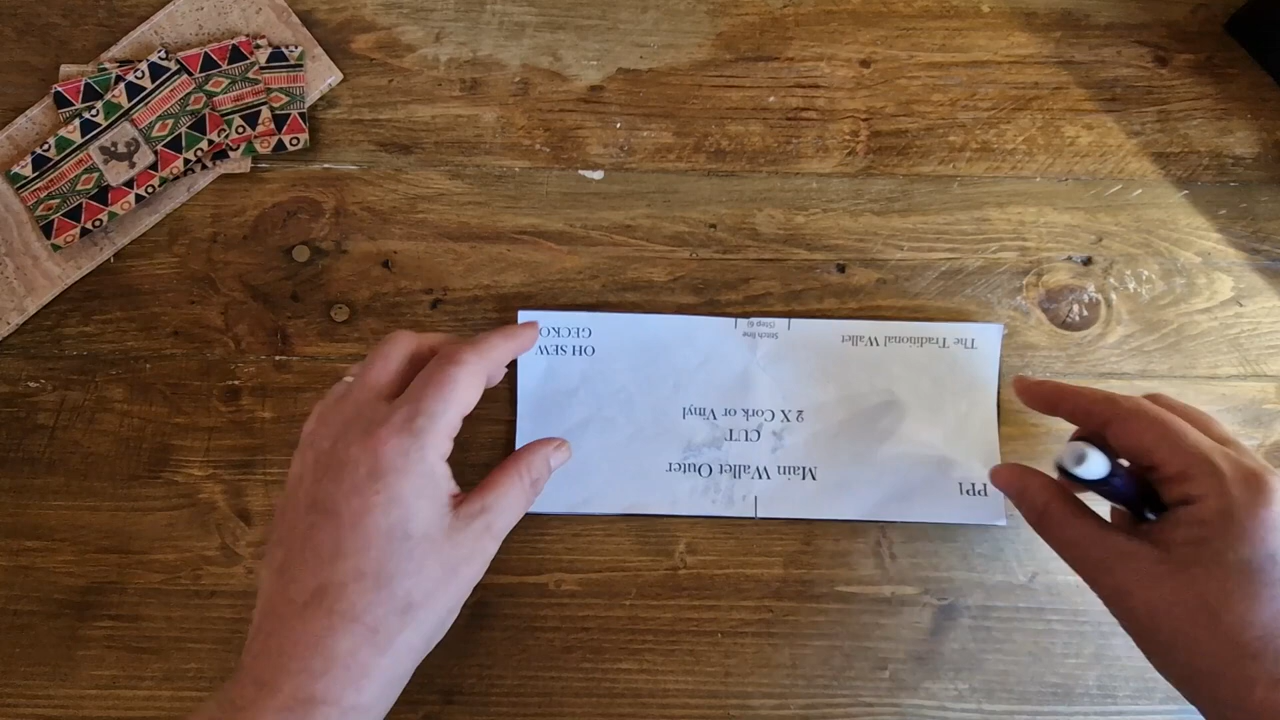 PP1
Main Wallet Outer
CUT
2 X Cork or Vinyl
The Traditional Wallet
Stitch line
(Step 6)
OH SEW
GECKO